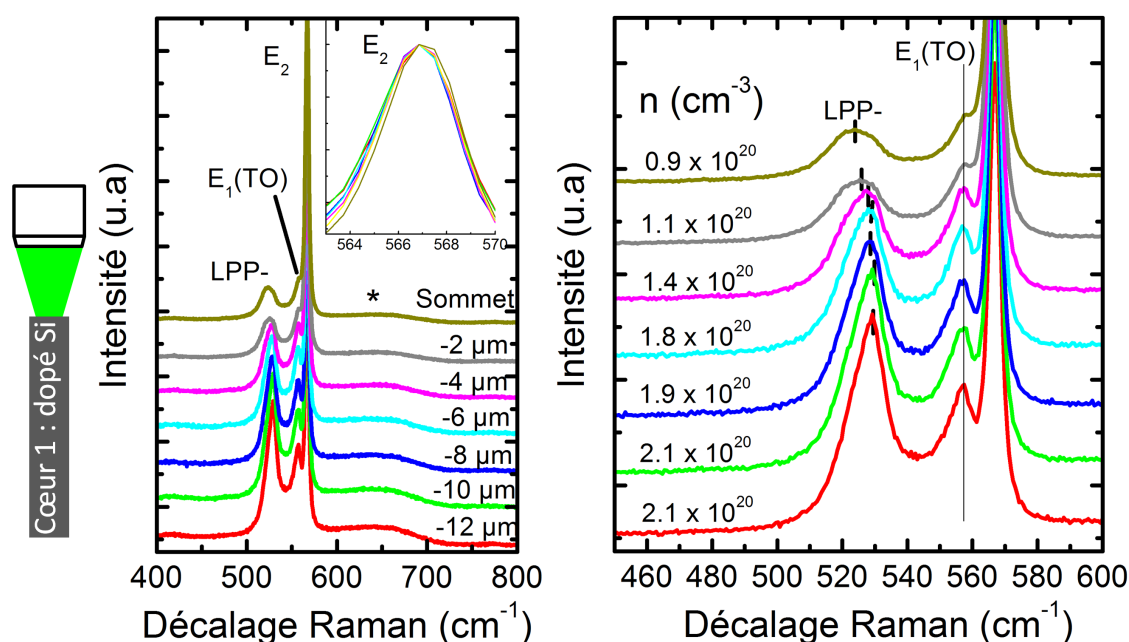 Cœur 1 : dopé Si
Intensité (u.a)
E₂
E₂
564 566 568 570
E₁(TO)
LPP-
*
Sommet
-2 µm
-4 µm
-6 µm
-8 µm
-10 µm
-12 µm
400 500 600 700 800
Décalage Raman (cm⁻¹)
Intensité (u.a)
E₁(TO)
n (cm⁻³)
LPP-
0.9 x 10²⁰
1.1 x 10²⁰
1.4 x 10²⁰
1.8 x 10²⁰
1.9 x 10²⁰
2.1 x 10²⁰
2.1 x 10²⁰
460 480 500 520 540 560 580 600
Décalage Raman (cm⁻¹)